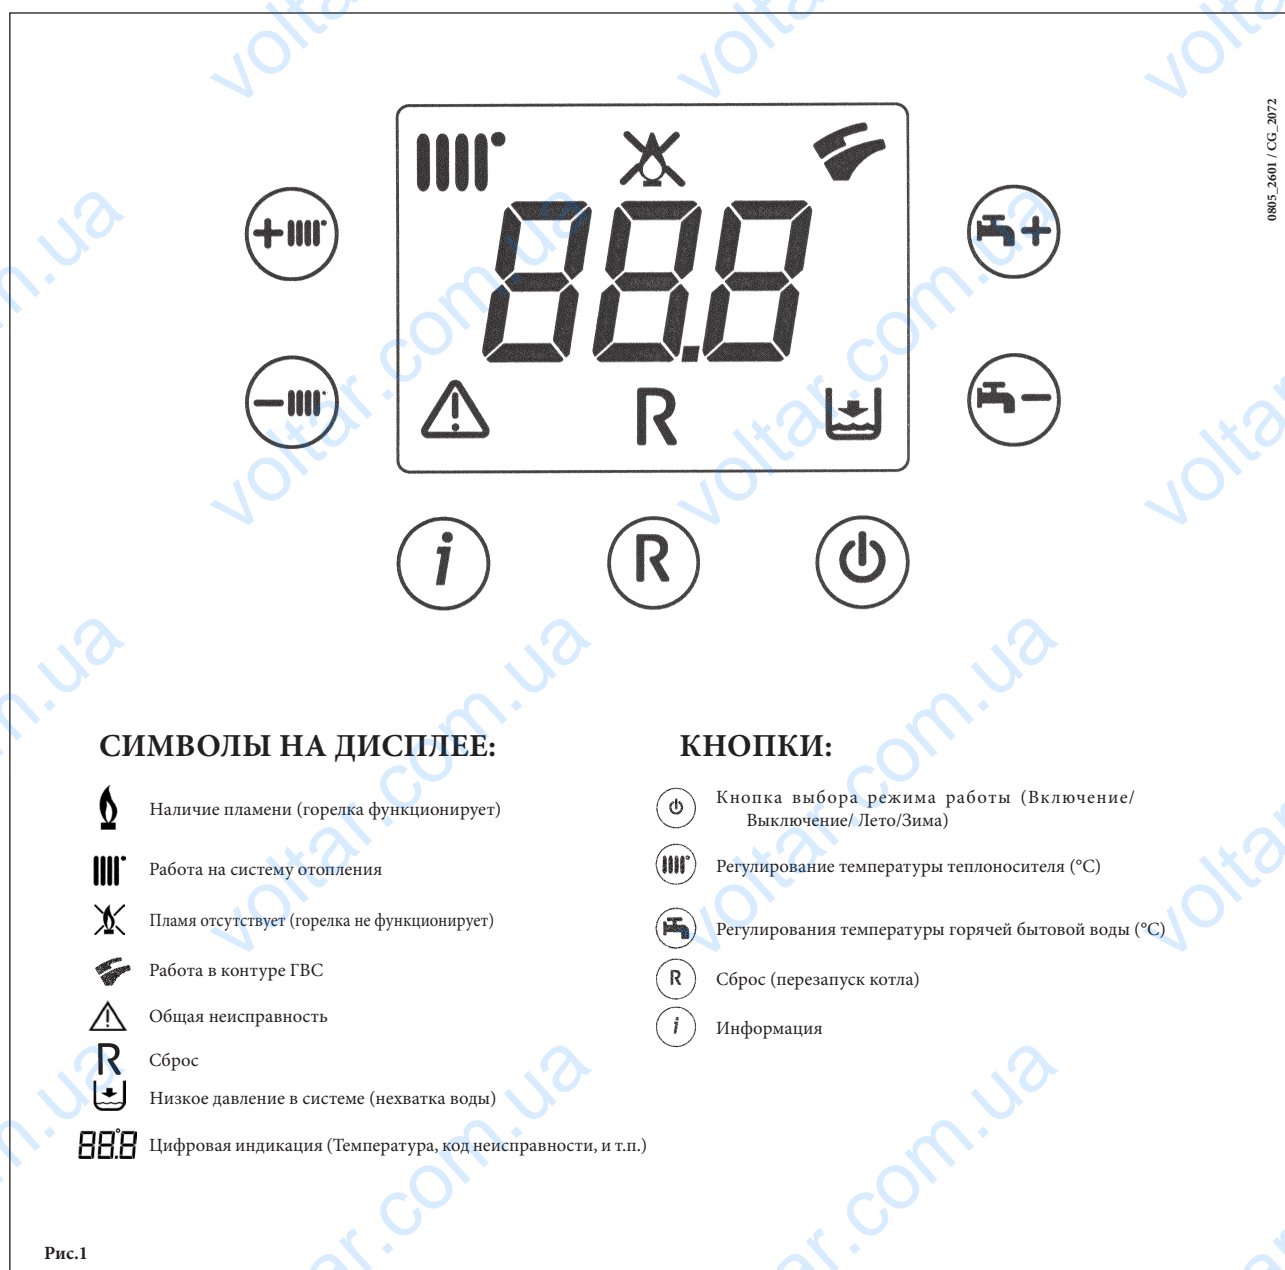 0805_2601 / CG_2072
88.8
R
i
R
СИМВОЛЫ НА ДИСПЛЕЕ:
Наличие пламени (горелка функционирует)
Работа на систему отопления
Пламя отсутствует (горелка не функционирует)
Работа в контуре ГВС
Общая неисправность
R Сброс
Низкое давление в системе (нехватка воды)
88.8 Цифровая индикация (Температура, код неисправности, и т.п.)
КНОПКИ:
Кнопка выбора режима работы (Включение/
Выключение/ Лето/Зима)
Регулирование температуры теплоносителя (°C)
Регулирования температуры горячей бытовой воды (°C)
R Сброс (перезапуск котла)
i Информация
Рис.1
voltar.com.ua